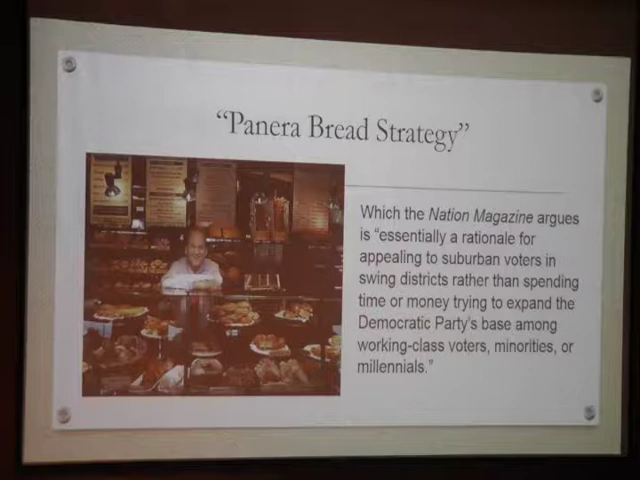 “Panera Bread Strategy”
Which the Nation Magazine argues
is “essentially a rationale for
appealing to suburban voters in
swing districts rather than spending
time or money trying to expand the
Democratic Party's base among
working-class voters, minorities, or
millennials.”